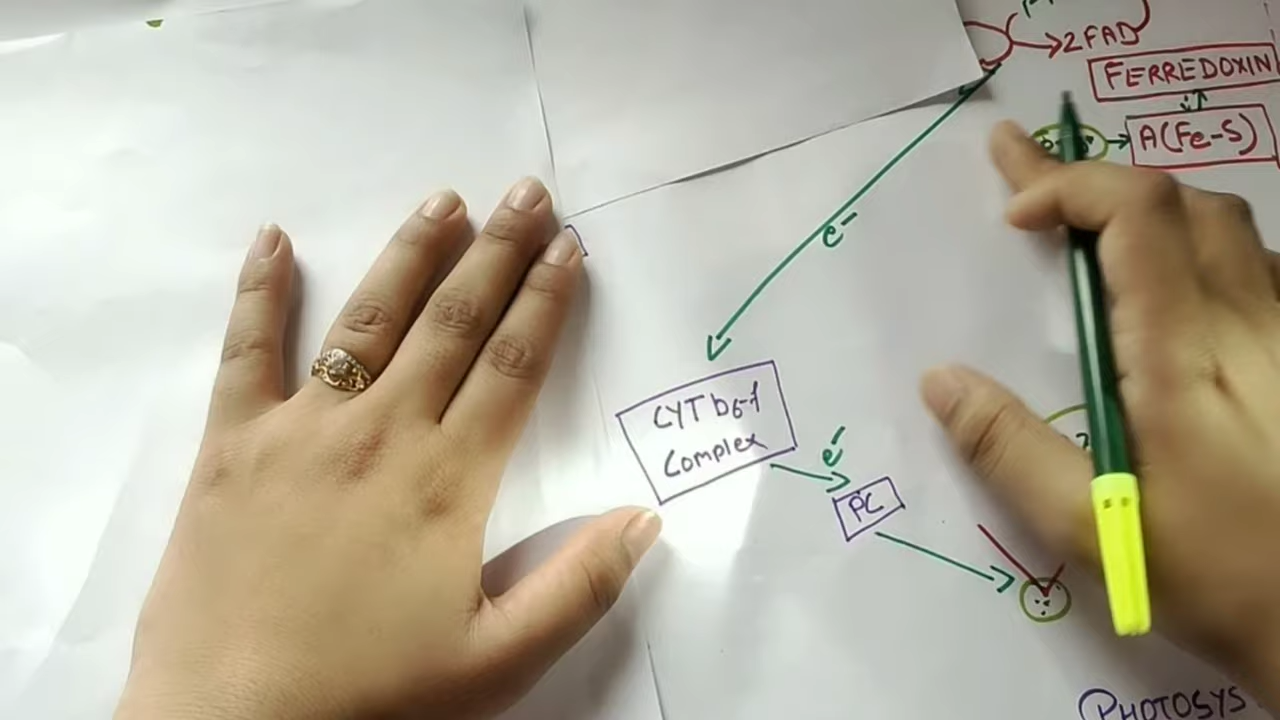 2FAD
FERREDOXIN
A(Fe-S)
e-
CYT b6-f
Complex
e-
PC
PHOTOSYS